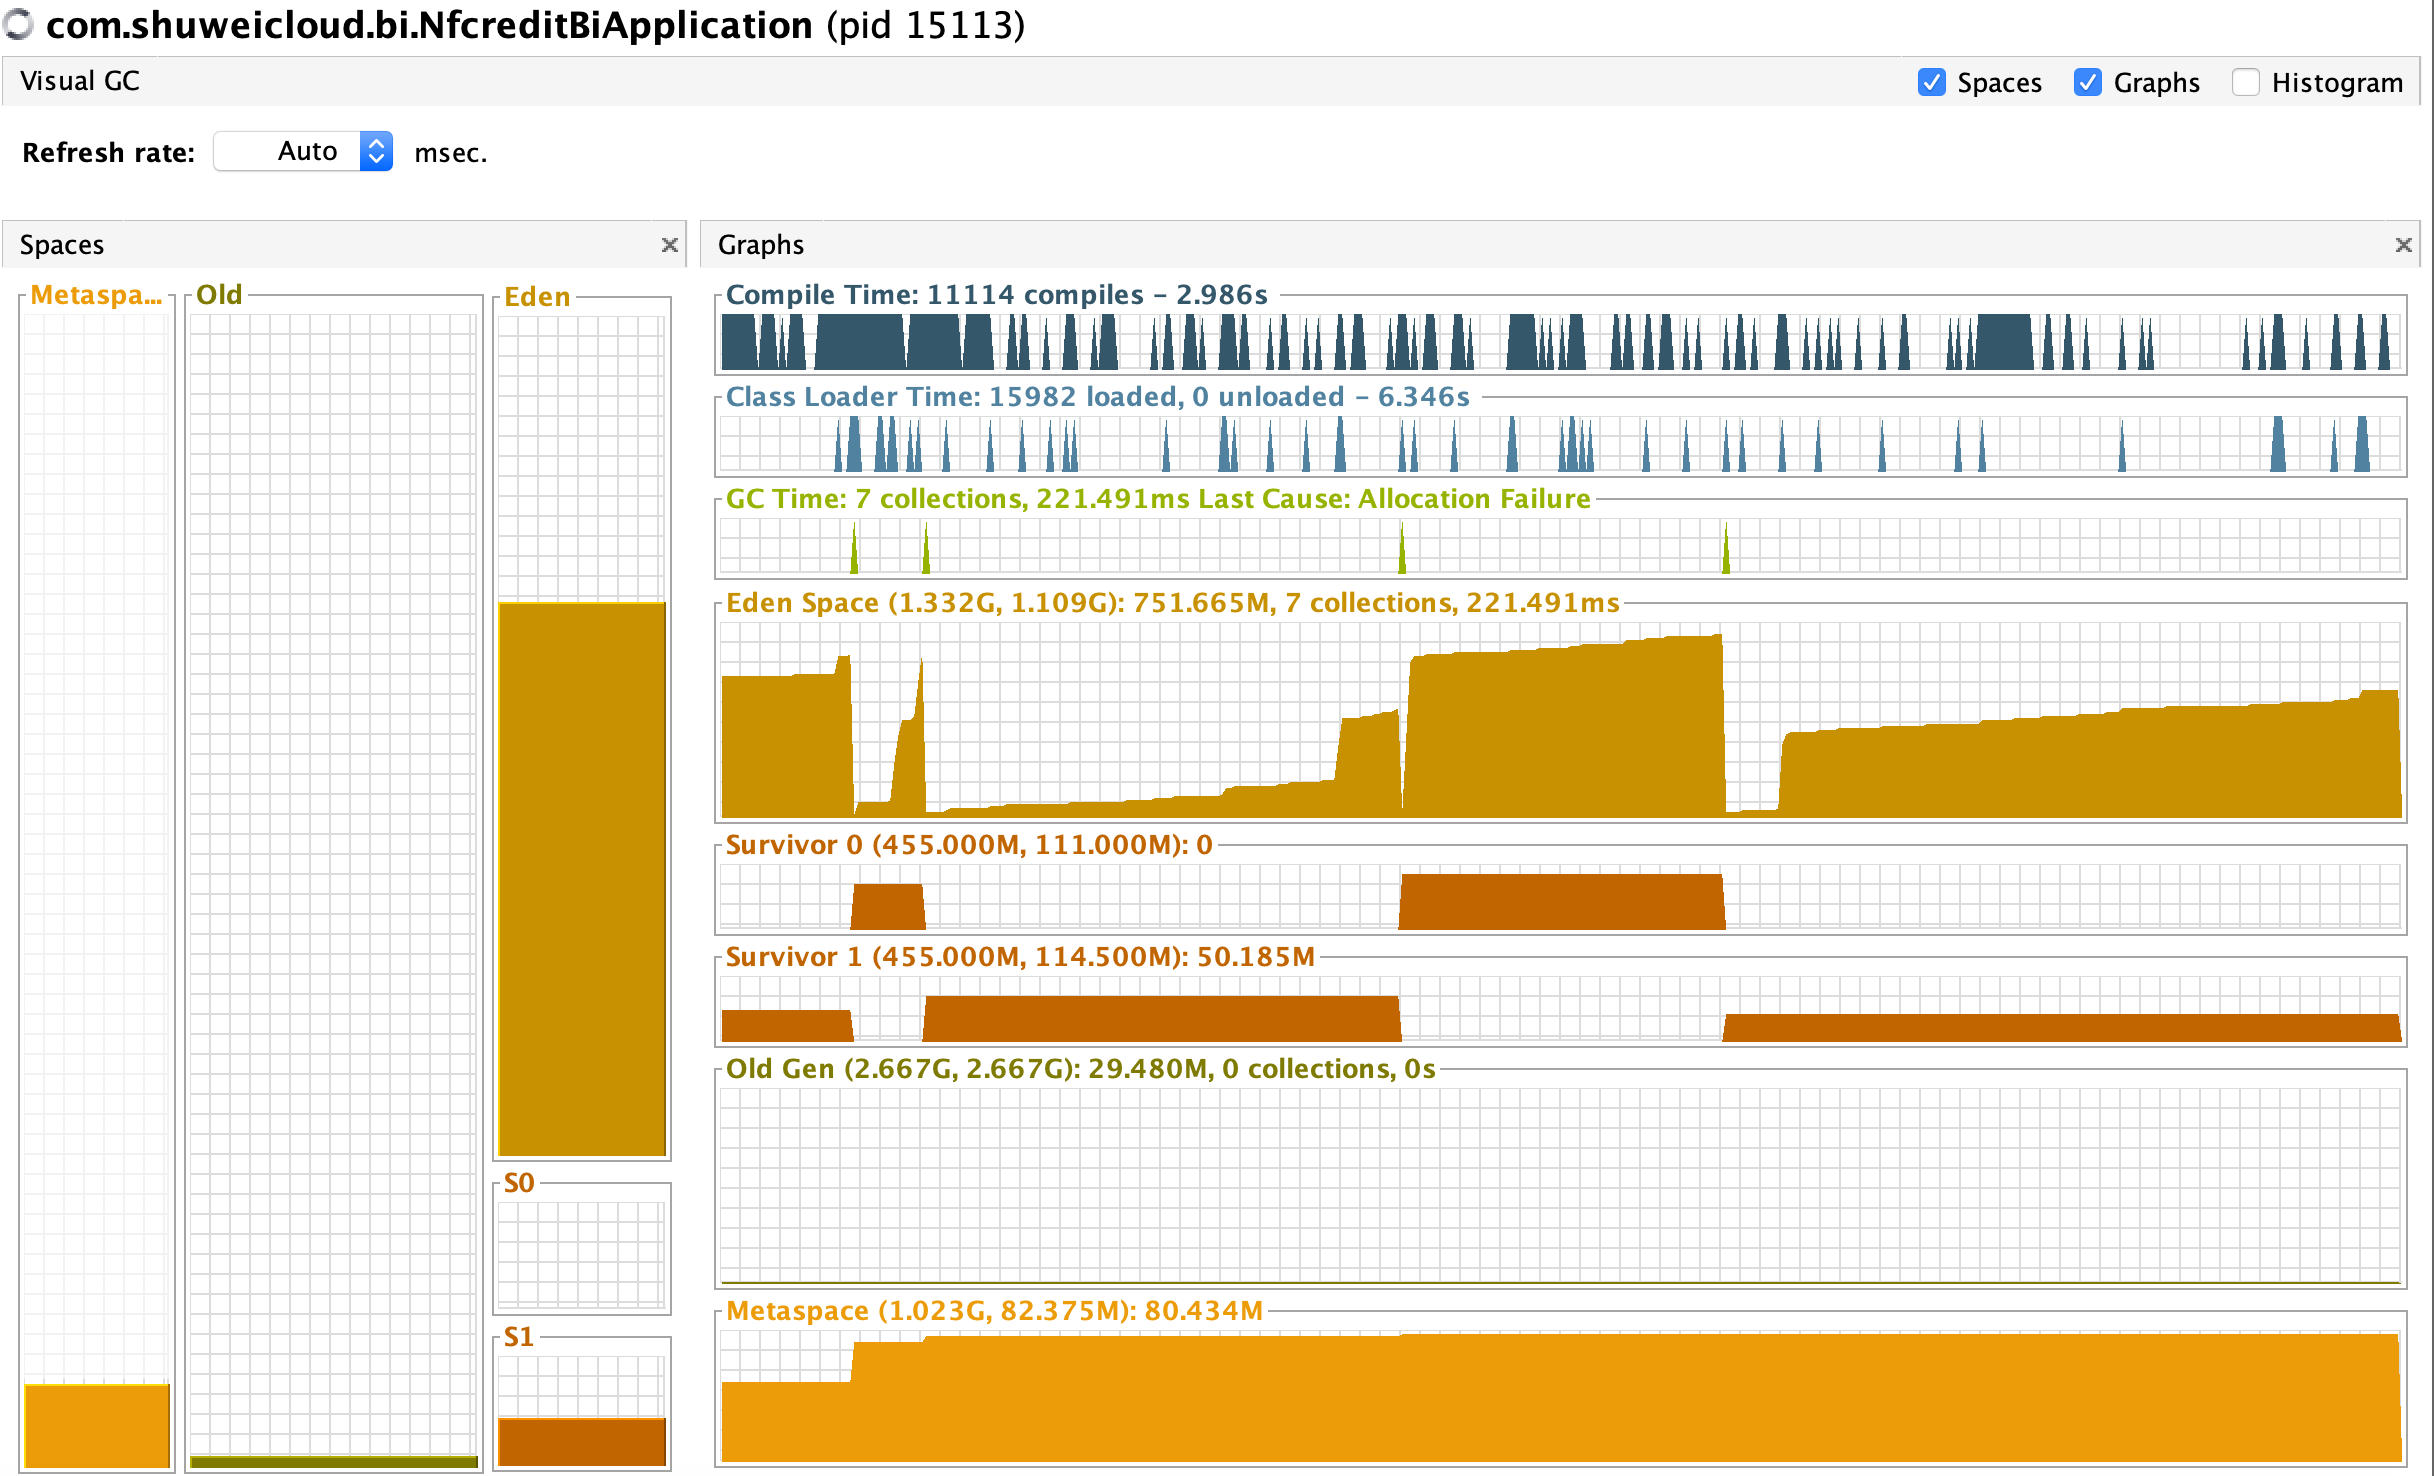 com.shuweicloud.bi.NfcreditBiApplication (pid 15113)
Visual GC
Spaces
Graphs
Histogram
Refresh rate: Auto msec.
Spaces
Metaspa...
Old
Eden
S0
S1
Graphs
Compile Time: 11114 compiles – 2.986s
Class Loader Time: 15982 loaded, 0 unloaded – 6.346s
GC Time: 7 collections, 221.491ms Last Cause: Allocation Failure
Eden Space (1.332G, 1.109G): 751.665M, 7 collections, 221.491ms
Survivor 0 (455.000M, 111.000M): 0
Survivor 1 (455.000M, 114.500M): 50.185M
Old Gen (2.667G, 2.667G): 29.480M, 0 collections, 0s
Metaspace (1.023G, 82.375M): 80.434M